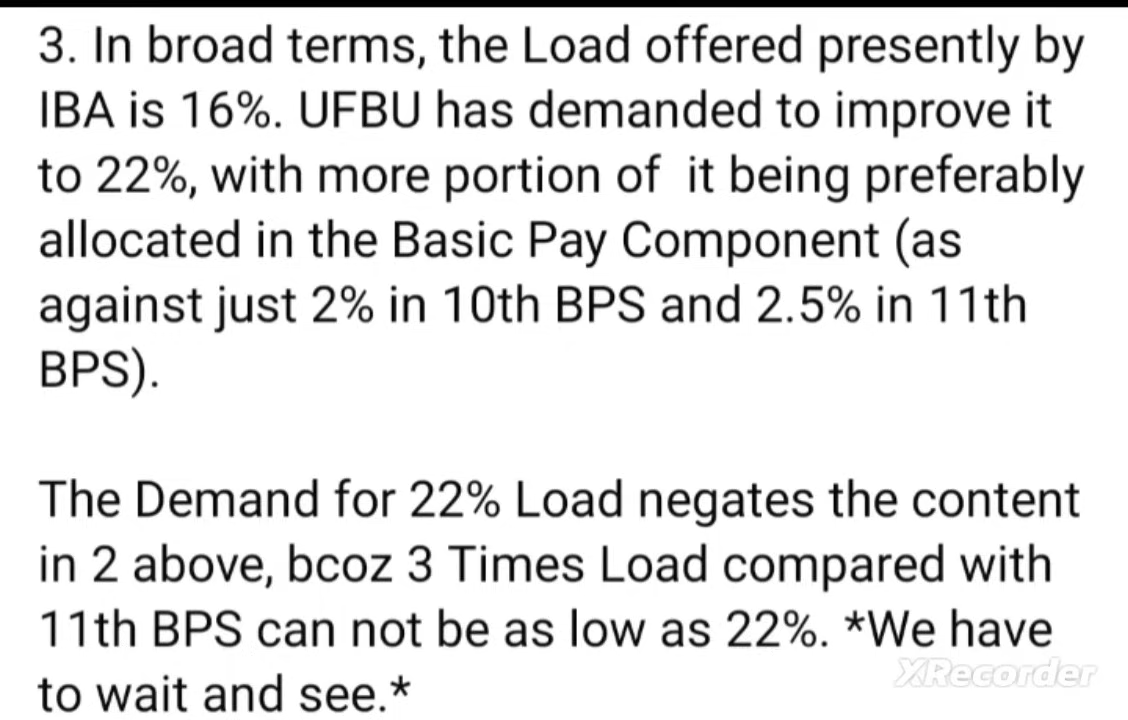 3. In broad terms, the Load offered presently by
IBA is 16%. UFBU has demanded to improve it
to 22%, with more portion of  it being preferably
allocated in the Basic Pay Component (as
against just 2% in 10th BPS and 2.5% in 11th
BPS).
The Demand for 22% Load negates the content
in 2 above, bcoz 3 Times Load compared with
11th BPS can not be as low as 22%. *We have
to wait and see.*
XRecorder